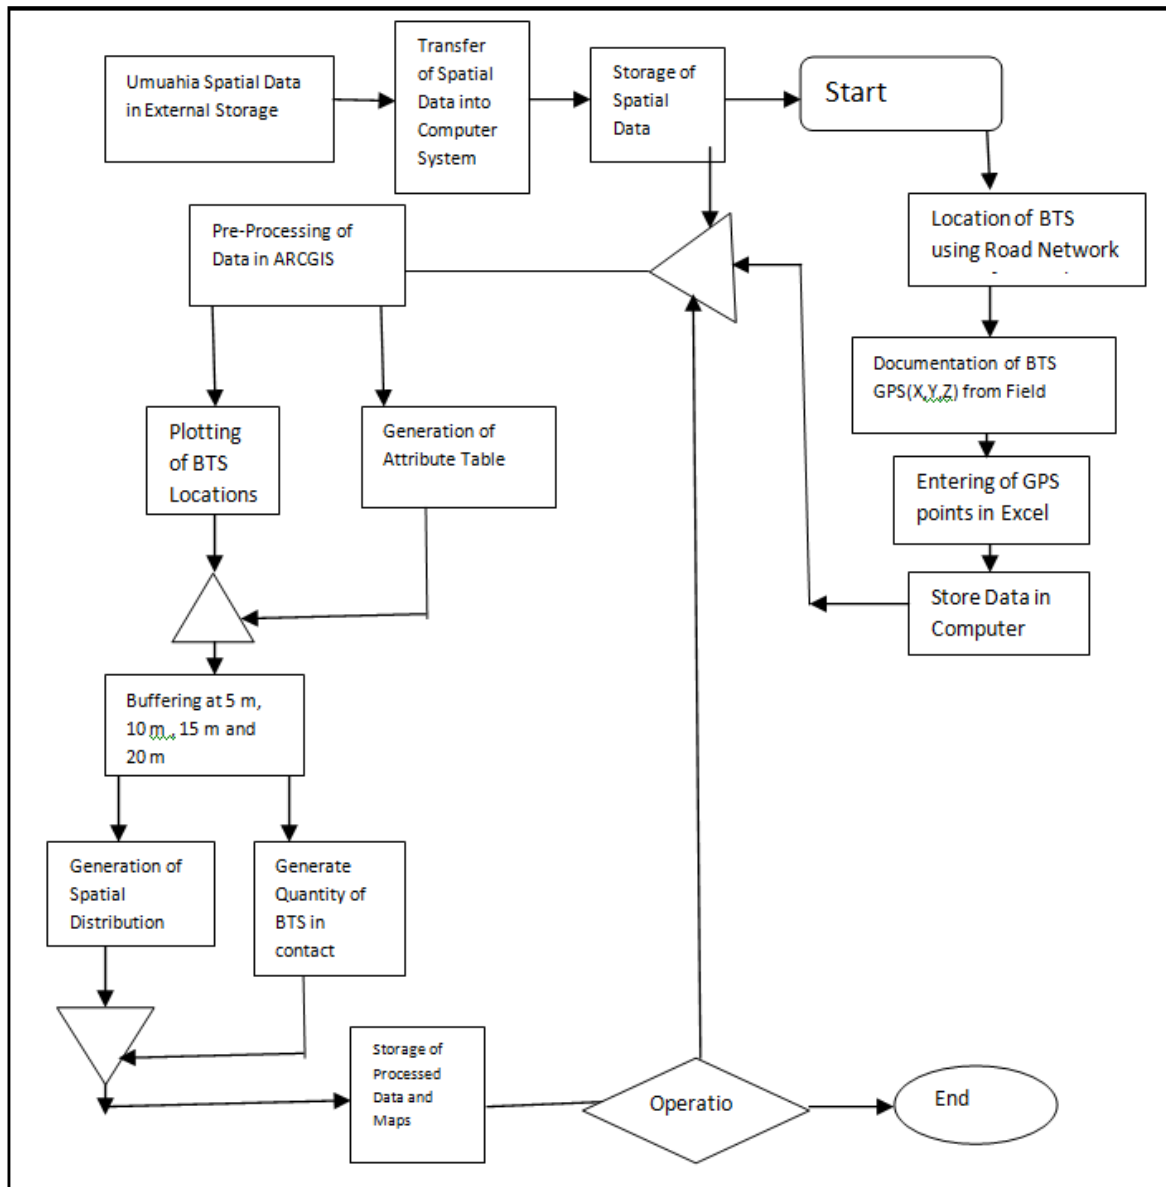 Umuahia Spatial Data
in External Storage
Transfer
of Spatial
Data into
Computer
System
Storage of
Spatial
Data
Start
Location of BTS
using Road Network
Documentation of BTS
GPS(X,Y,Z) from Field
Entering of GPS
points in Excel
Store Data in
Computer
Pre-Processing of
Data in ARCGIS
Plotting
of BTS
Locations
Generation of
Attribute Table
Buffering at 5 m,
10 m , 15 m and
20 m
Generation of
Spatial
Distribution
Generate
Quantity of
BTS in
contact
Storage of
Processed
Data and
Maps
Operatio
End